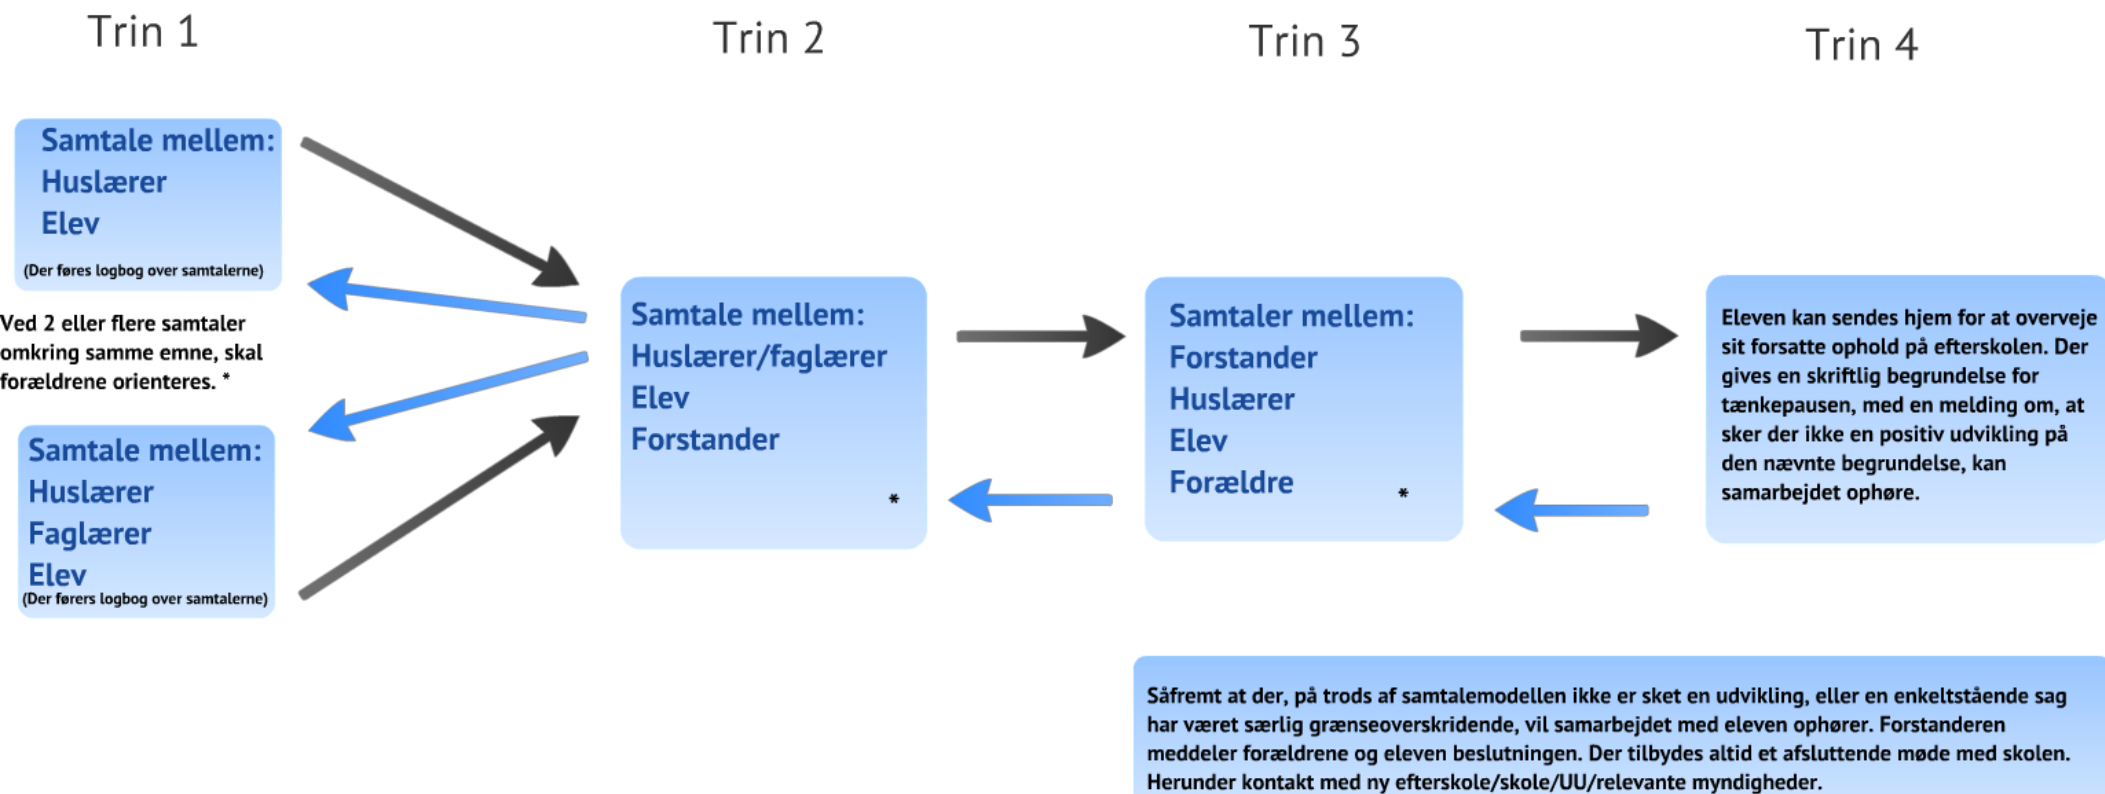 Trin 1
Trin 2
Trin 3
Trin 4
Samtale mellem:
Huslærer
Elev
(Der føres logbog over samtalerne)
Ved 2 eller flere samtaler
omkring samme emne, skal
forældrene orienteres. *
Samtale mellem:
Huslærer
Faglærer
Elev
(Der førers logbog over samtalerne)
Samtale mellem:
Huslærer/faglærer
Elev
Forstander
*
Samtaler mellem:
Forstander
Huslærer
Elev
Forældre
*
Eleven kan sendes hjem for at overveje
sit forsatte ophold på efterskolen. Der
gives en skriftlig begrundelse for
tænkepausen, med en melding om, at
sker der ikke en positiv udvikling på
den nævnte begrundelse, kan
samarbejdet ophøre.
Såfremt at der, på trods af samtalemodellen ikke er sket en udvikling, eller en enkeltstående sag
har været særlig grænseoverskridende, vil samarbejdet med eleven ophører. Forstanderen
meddeler forældrene og eleven beslutningen. Der tilbydes altid et afsluttende møde med skolen.
Herunder kontakt med ny efterskole/skole/UU/relevante myndigheder.